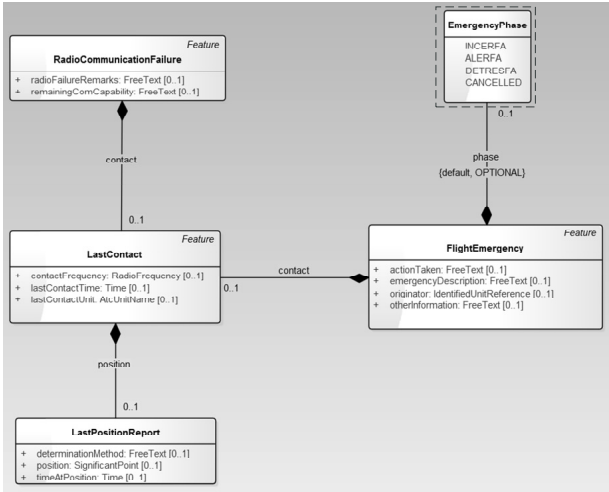 Feature
RadioCommunicationFailure
+ radioFailureRemarks: FreeText [0..1]
+ remainingComCapability: FreeText [0..1]
EmergencyPhase
INCERFA
ALERFA
DETRESFA
CANCELLED
0..1
phase
{default, OPTIONAL}
contact
0..1
Feature
LastContact
+ contactFrequency: RadioFrequency [0..1]
+ lastContactTime: Time [0..1]
+ lastContactUnit: AtcUnitName [0..1]
contact
0..1
Feature
FlightEmergency
+ actionTaken: FreeText [0..1]
+ emergencyDescription: FreeText [0..1]
+ originator: IdentifiedUnitReference [0..1]
+ otherInformation: FreeText [0..1]
position
0..1
LastPositionReport
+ determinationMethod: FreeText [0..1]
+ position: SignificantPoint [0..1]
+ timeAtPosition: Time [0..1]